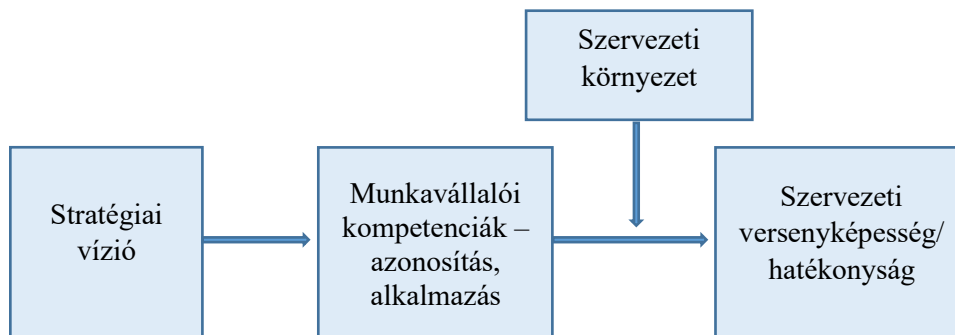 Szervezeti
környezet
Stratégiai
vízió
Munkavállalói
kompetenciák –
azonosítás,
alkalmazás
Szervezeti
versenyképesség/
hatékonyság